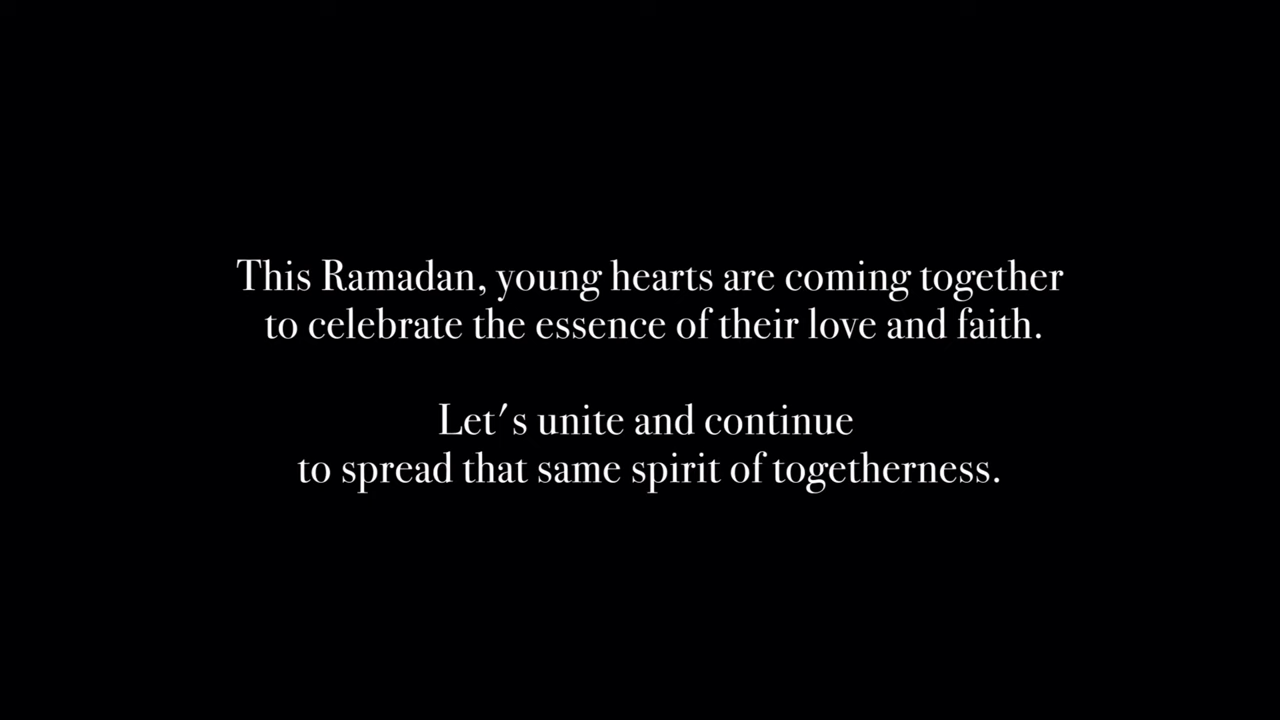 This Ramadan, young hearts are coming together
to celebrate the essence of their love and faith.
Let's unite and continue
to spread that same spirit of togetherness.